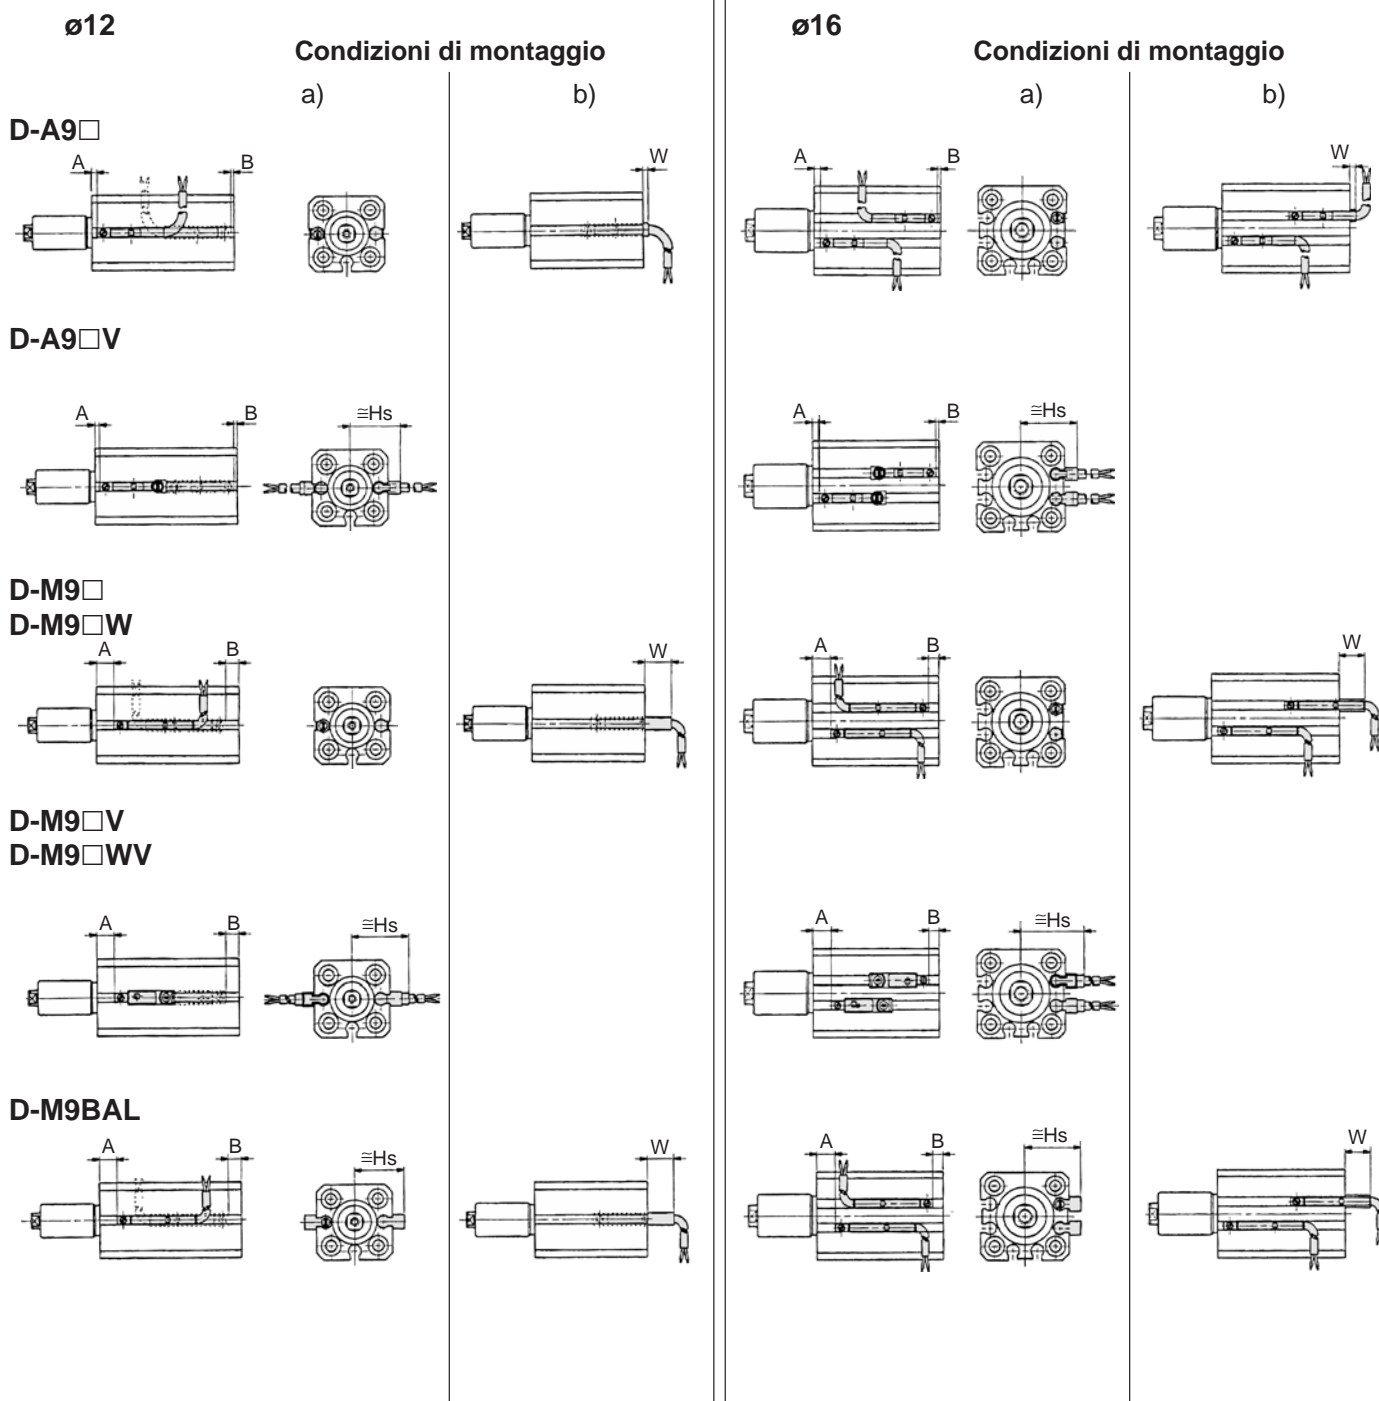 ø12
Condizioni di montaggio
a)
b)
D-A9□
A
B
W
D-A9□V
A
B
≅Hs
D-M9□
D-M9□W
A
B
W
D-M9□V
D-M9□WV
A
B
≅Hs
D-M9BAL
A
B
≅Hs
W
ø16
Condizioni di montaggio
a)
b)
A
B
W
A
B
≅Hs
A
B
W
A
B
≅Hs
A
B
≅Hs
W